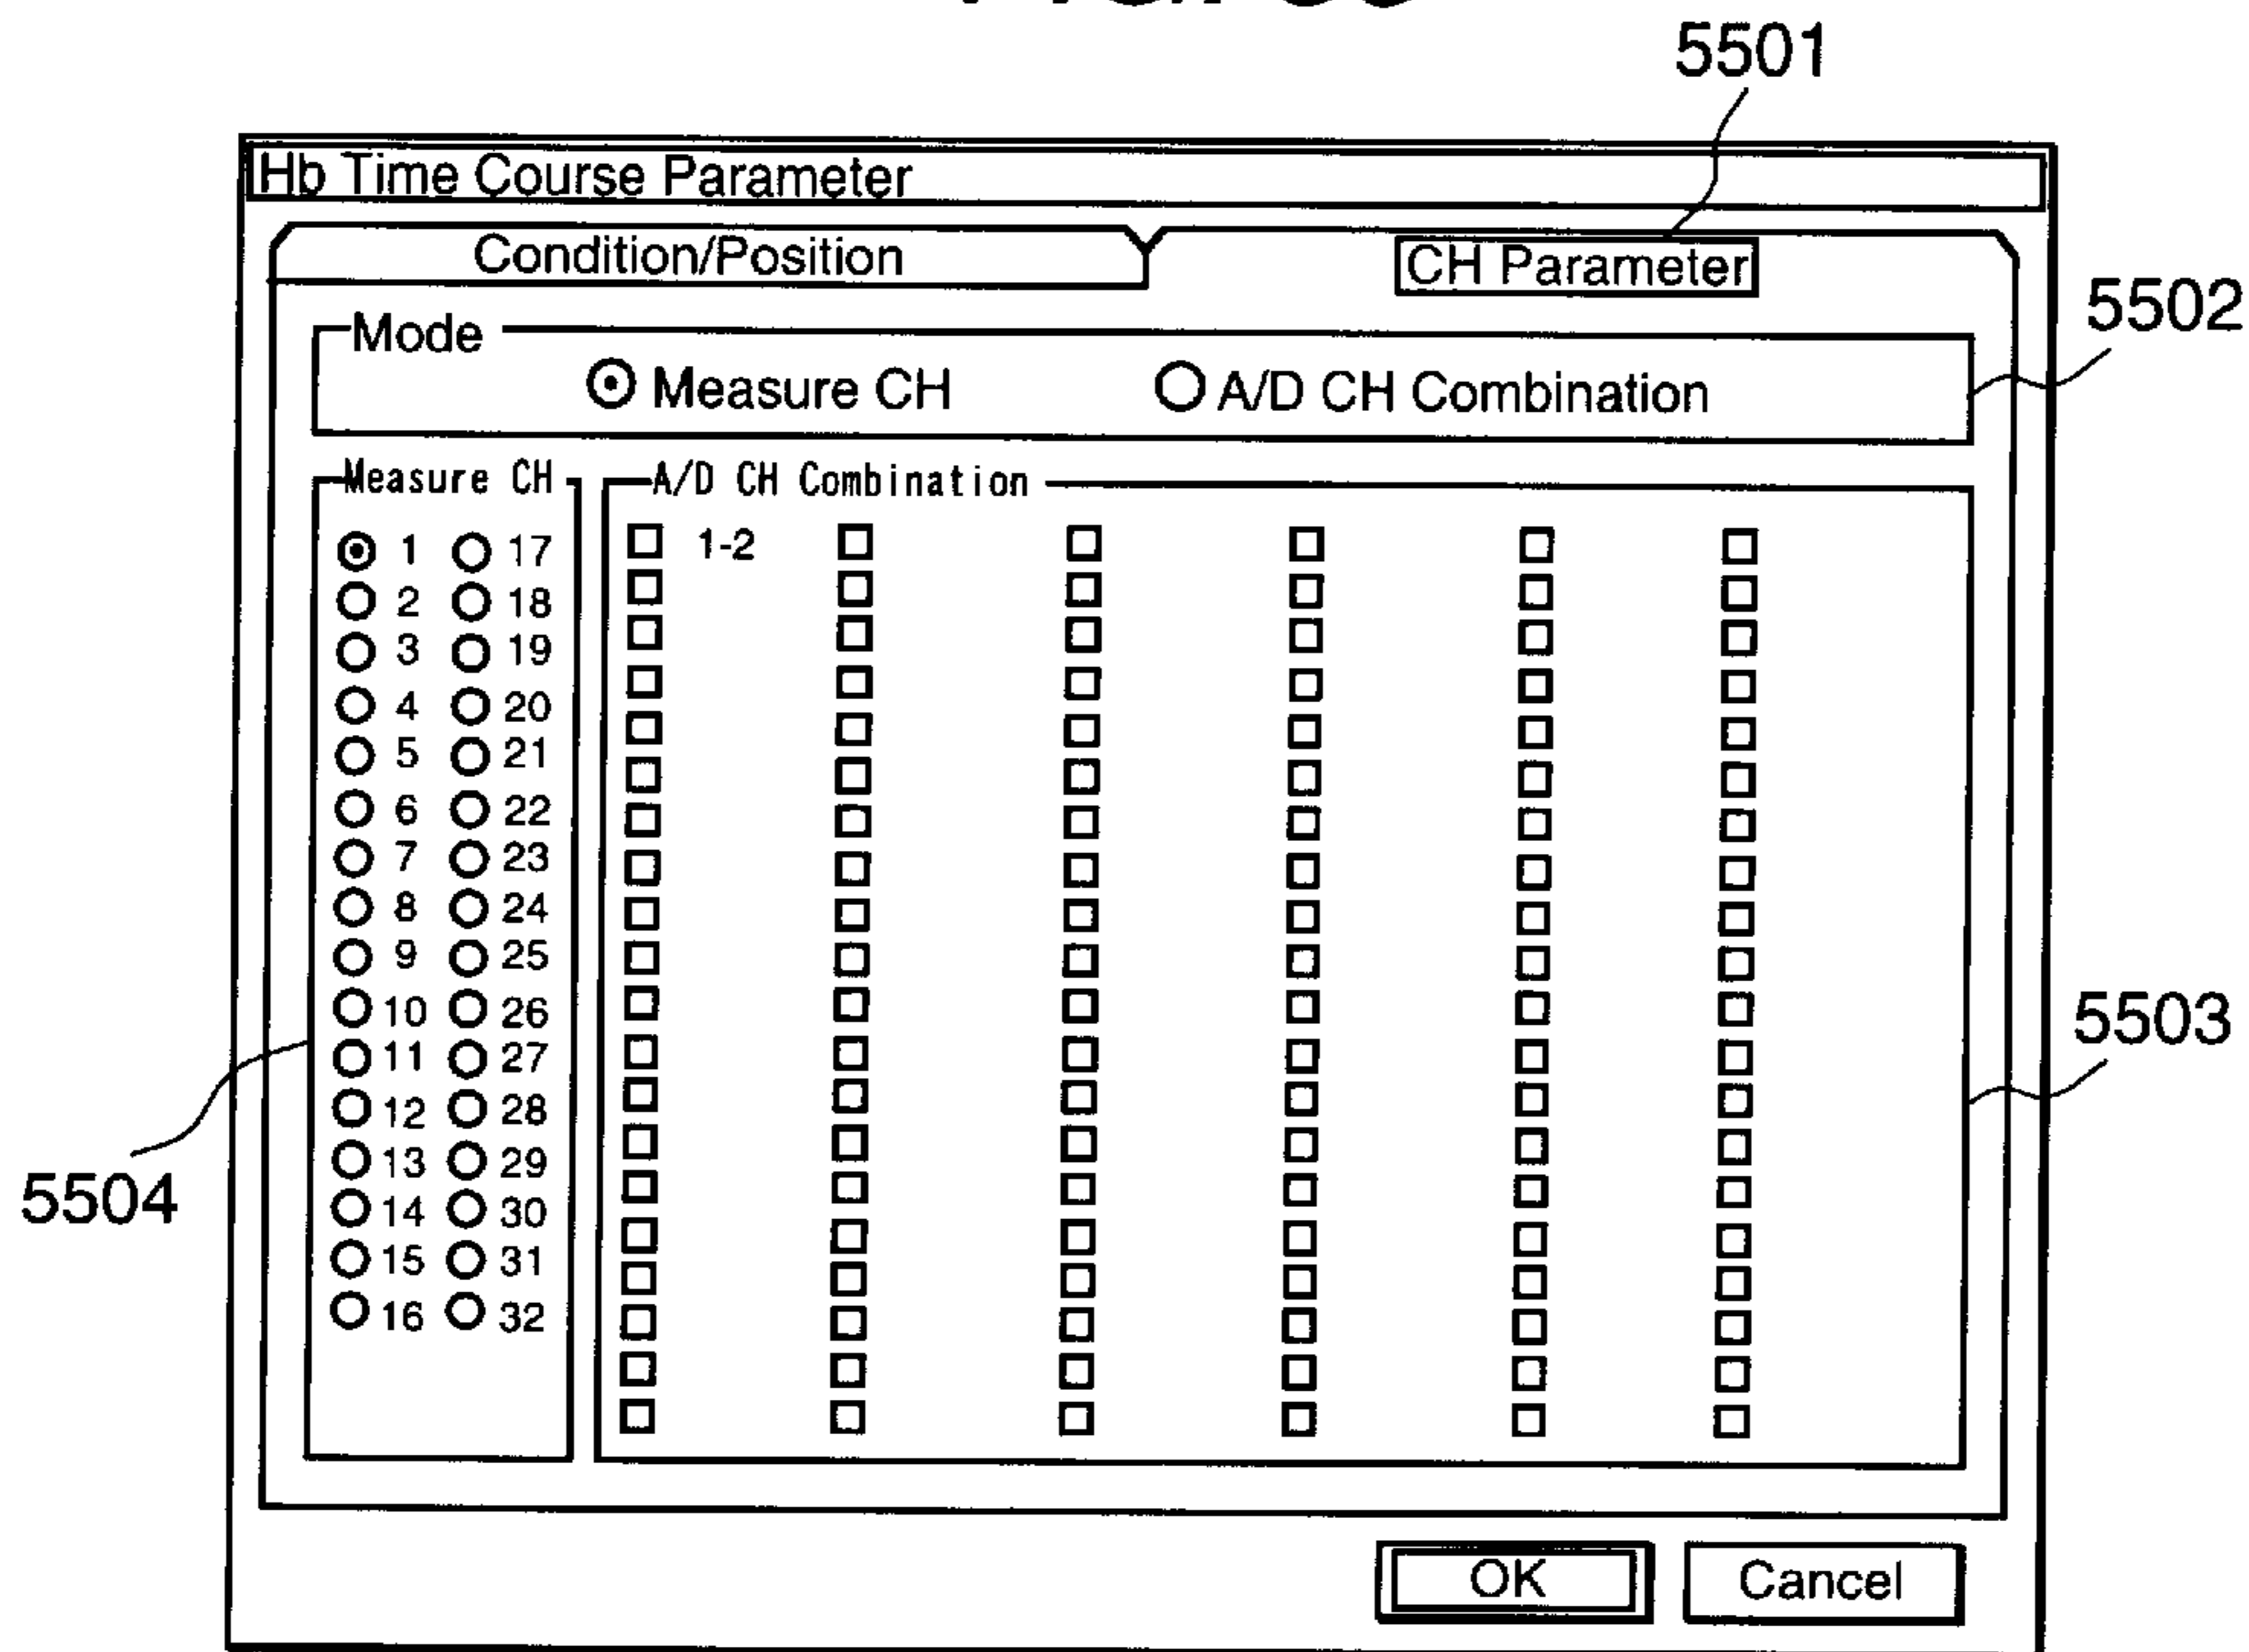 5501
Hb Time Course Parameter
Condition/Position
CH Parameter
5502
Mode
Measure CH
A/D CH Combination
Measure CH
A/D CH Combination
1 17
1-2
2 18
3 19
4 20
5 21
6 22
7 23
8 24
9 25
10 26
5503
11 27
12 28
13 29
5504
14 30
15 31
16 32
OK
Cancel